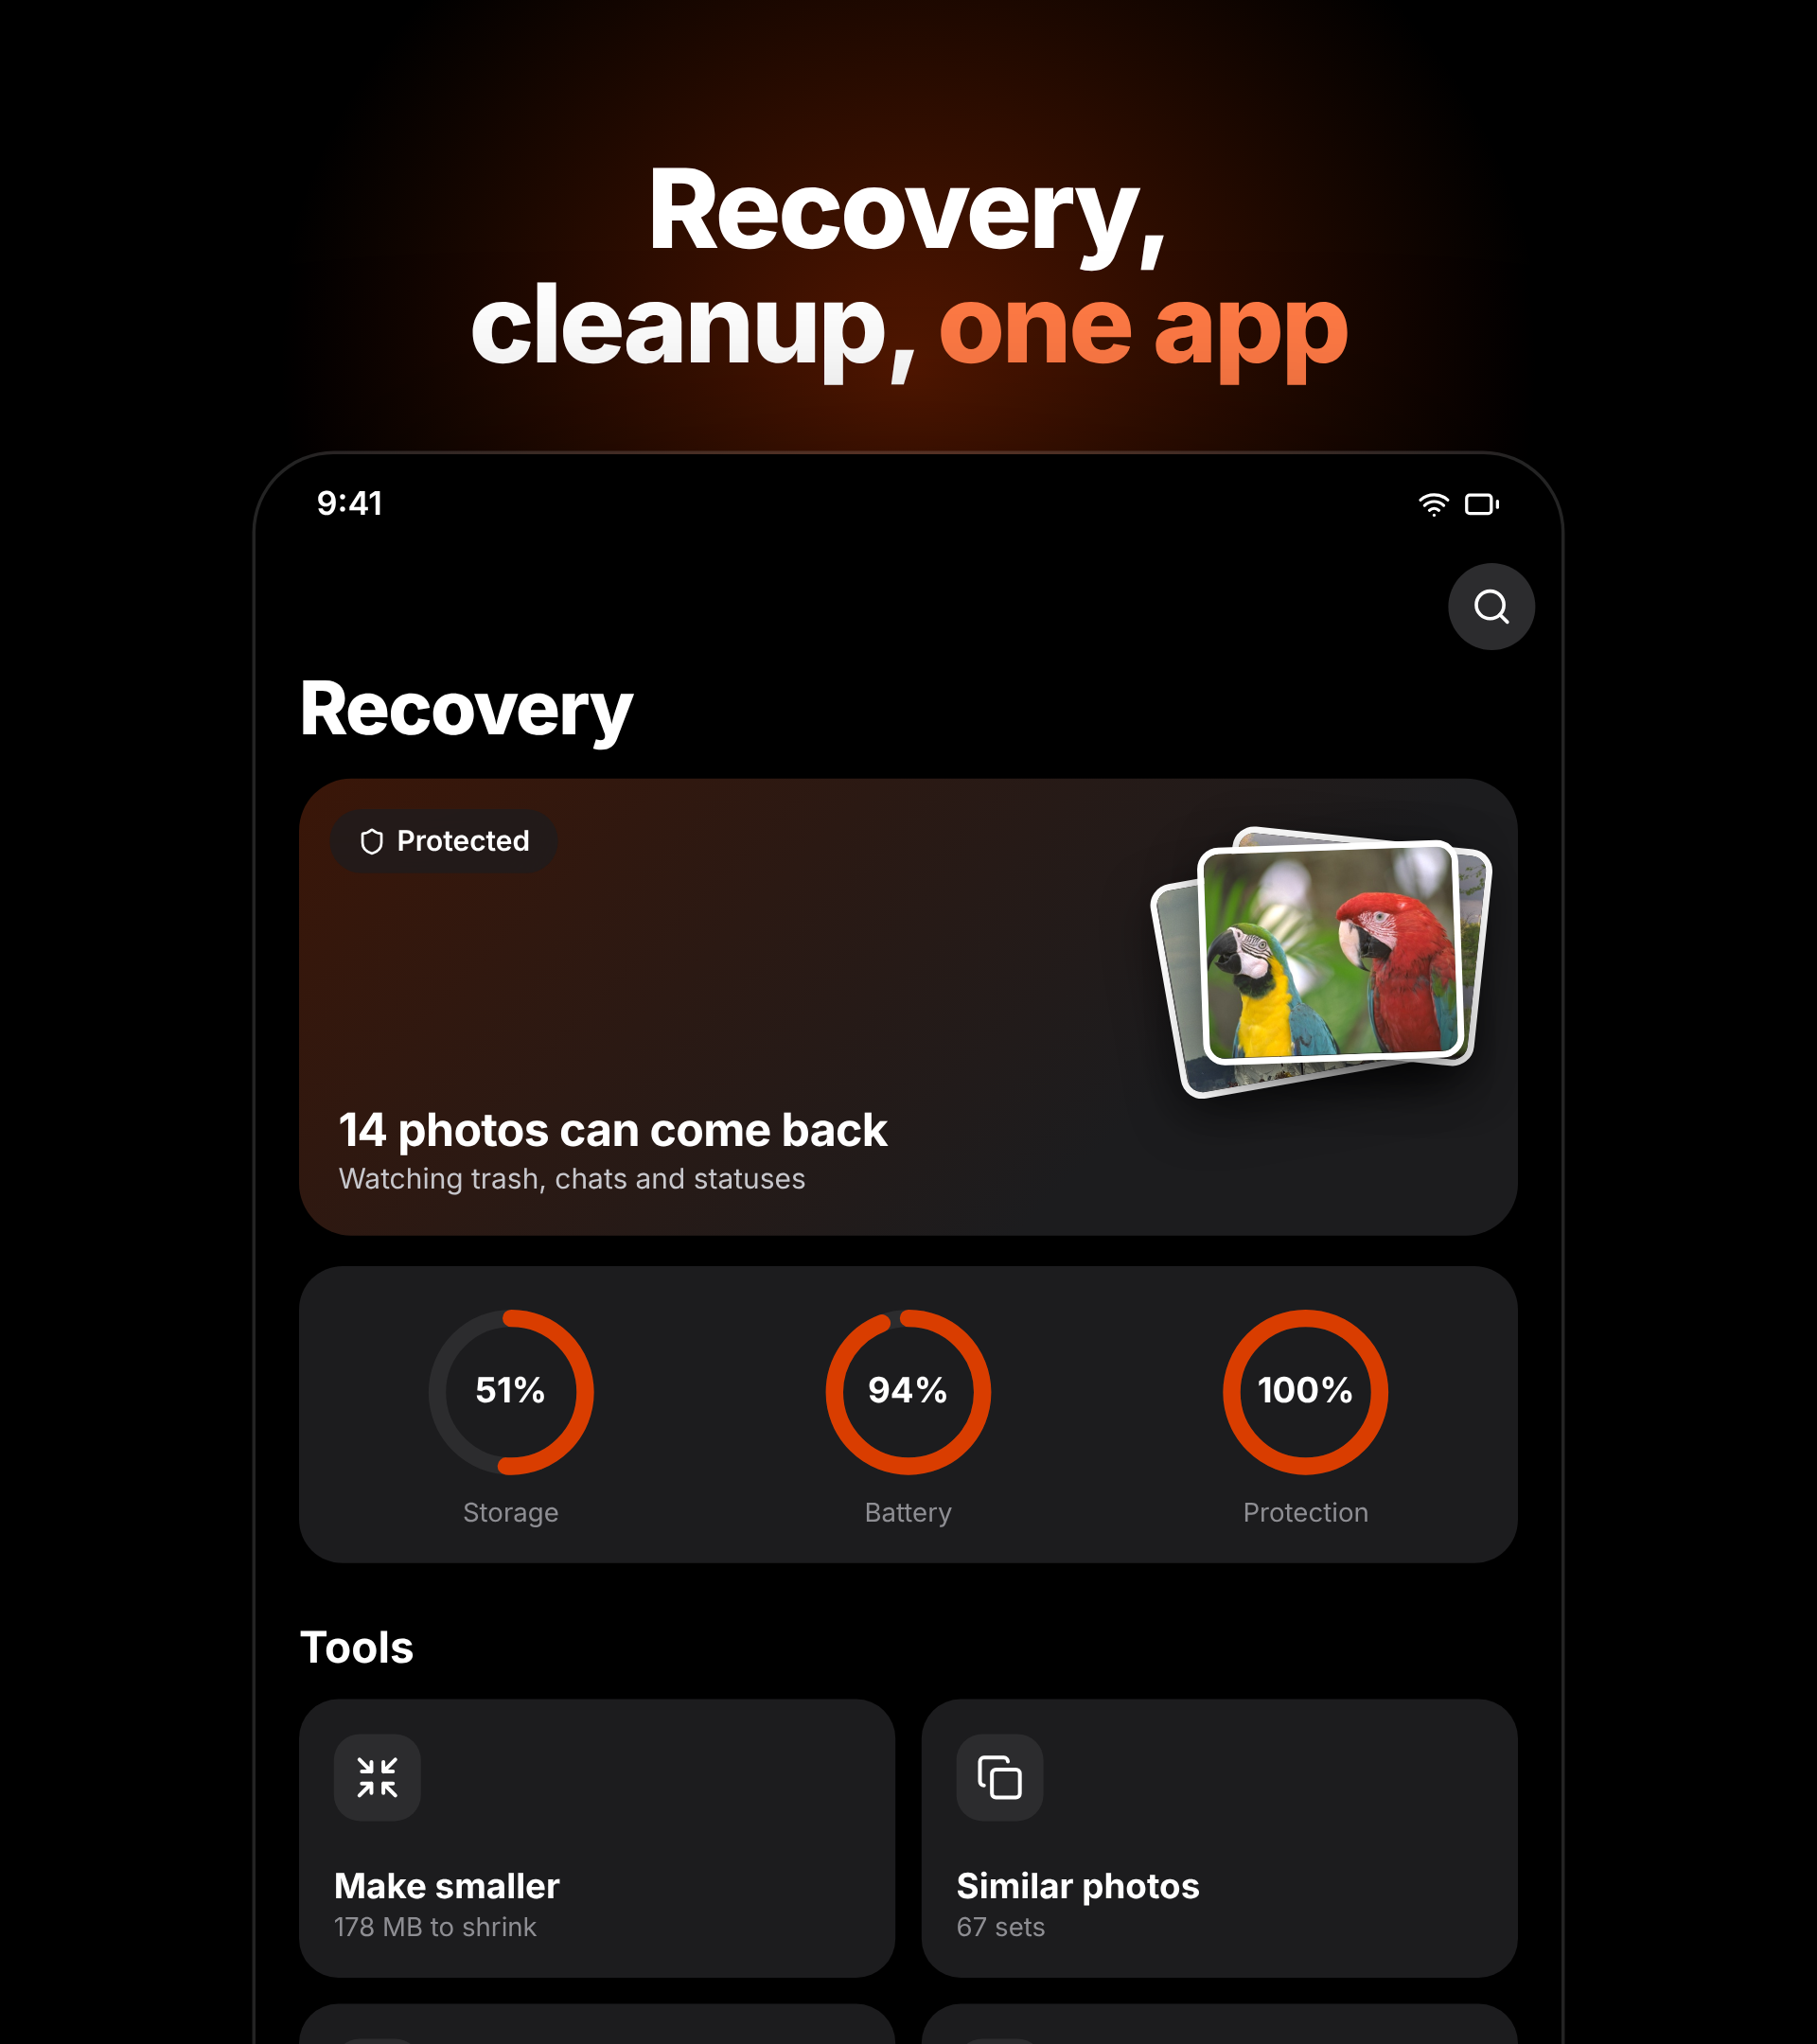 Recovery,
cleanup, one app
9:41
Recovery
Protected
14 photos can come back
Watching trash, chats and statuses
51%
94%
100%
Storage
Battery
Protection
Tools
Make smaller
178 MB to shrink
Similar photos
67 sets